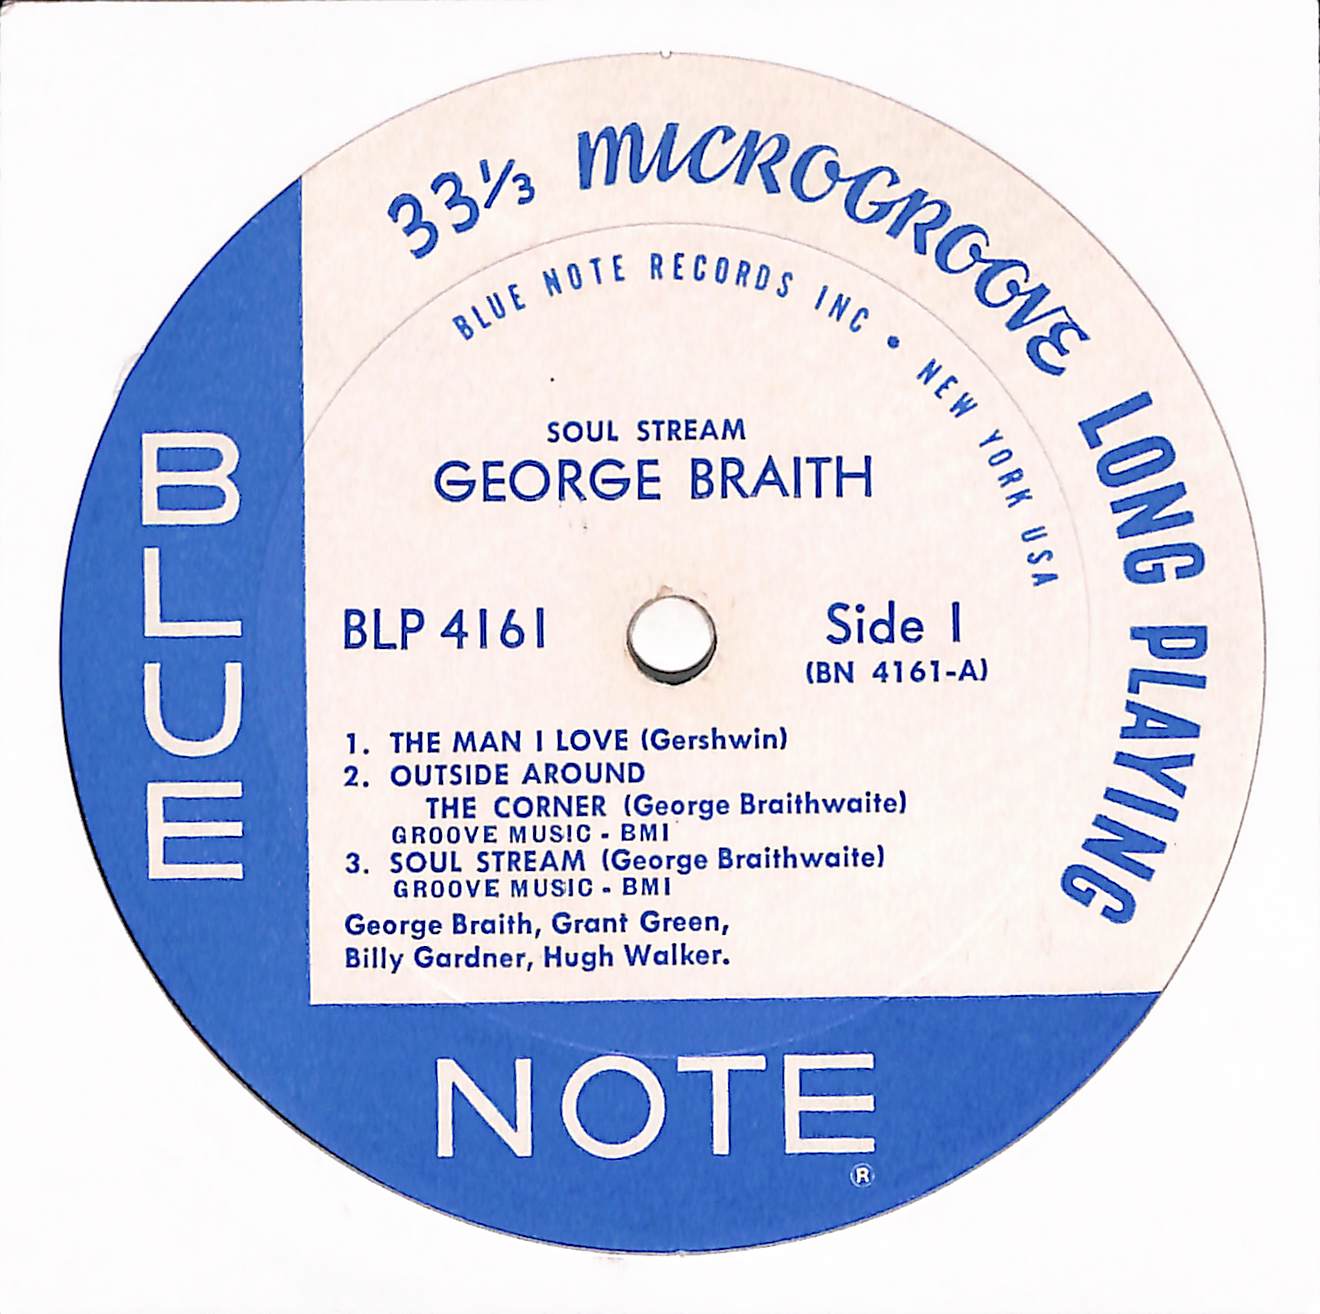 33⅓ MICROGROOVE LONG PLAYING
BLUE NOTE RECORDS INC • NEW YORK USA
SOUL STREAM
GEORGE BRAITH
BLP 4161
Side 1
(BN 4161-A)
1. THE MAN I LOVE (Gershwin)
2. OUTSIDE AROUND
THE CORNER (George Braithwaite)
GROOVE MUSIC - BMI
3. SOUL STREAM (George Braithwaite)
GROOVE MUSIC - BMI
George Braith, Grant Green,
Billy Gardner, Hugh Walker.
BLUE
NOTE
®